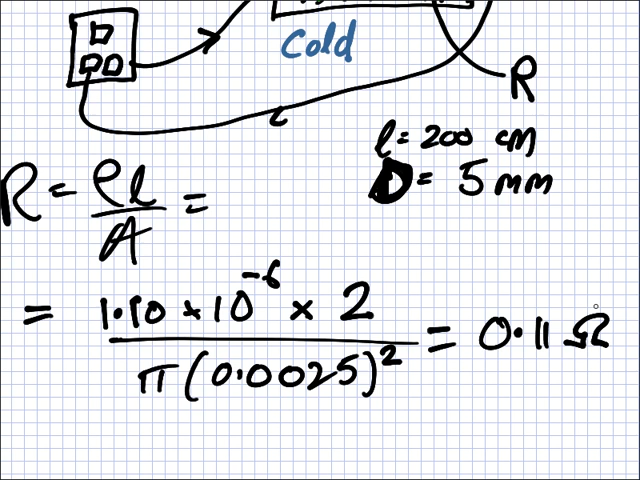 Cold
R
l = 200 cm
D = 5 mm
R = ρl / A =
= 1.10 × 10^-6 × 2 / π(0.0025)^2 = 0.11 Ω